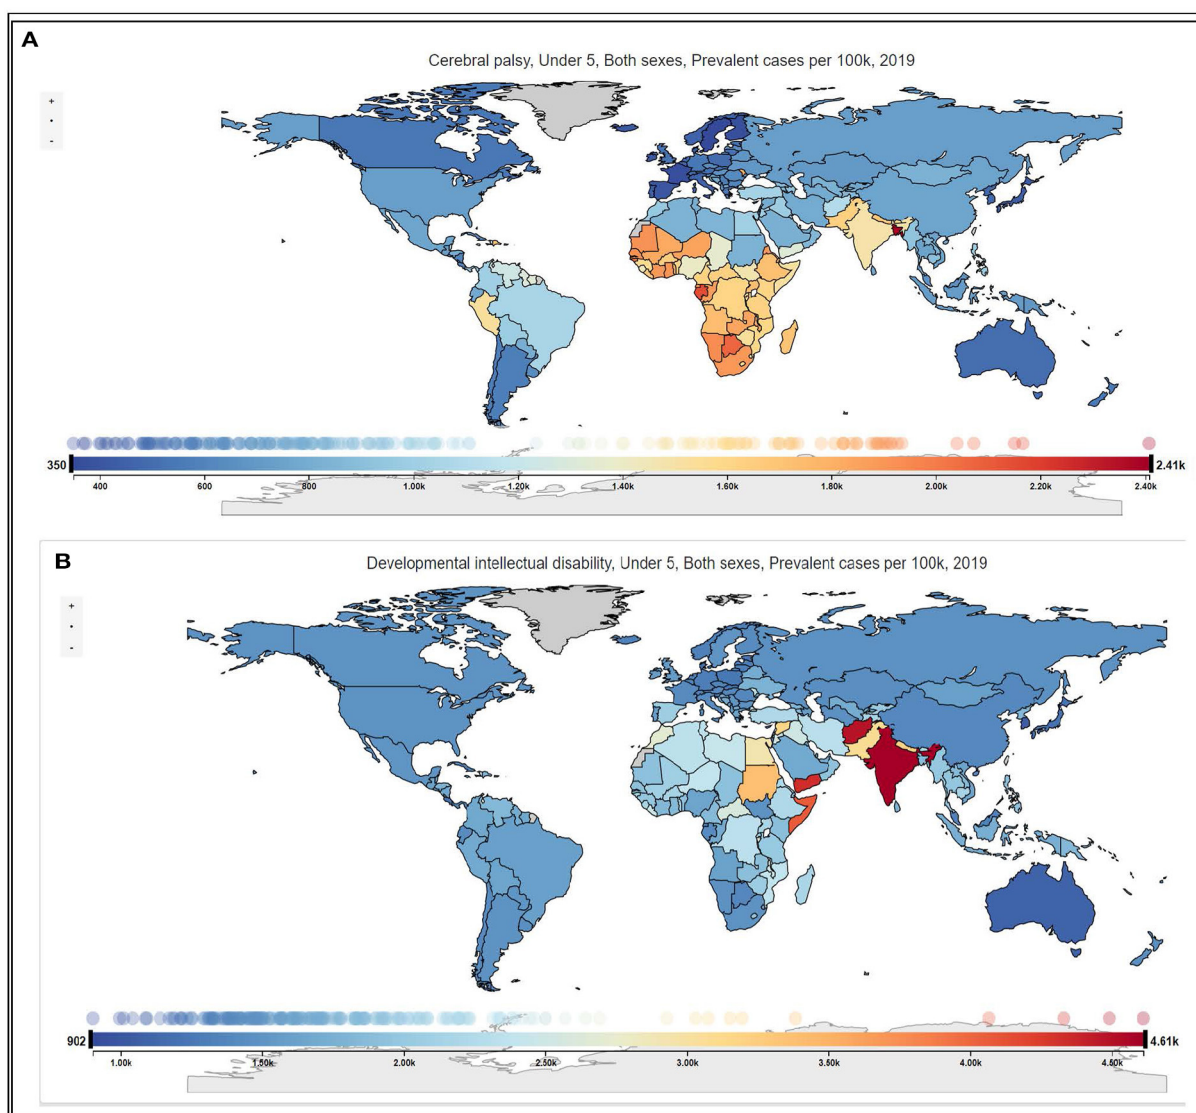 A
Cerebral palsy, Under 5, Both sexes, Prevalent cases per 100k, 2019
+
-
350
2.41k
400 600 800 1.00k 1.20k 1.40k 1.60k 1.80k 2.00k 2.20k 2.40k
B
Developmental intellectual disability, Under 5, Both sexes, Prevalent cases per 100k, 2019
+
-
902
4.61k
1.00k 1.50k 2.00k 2.50k 3.00k 3.50k 4.00k 4.50k